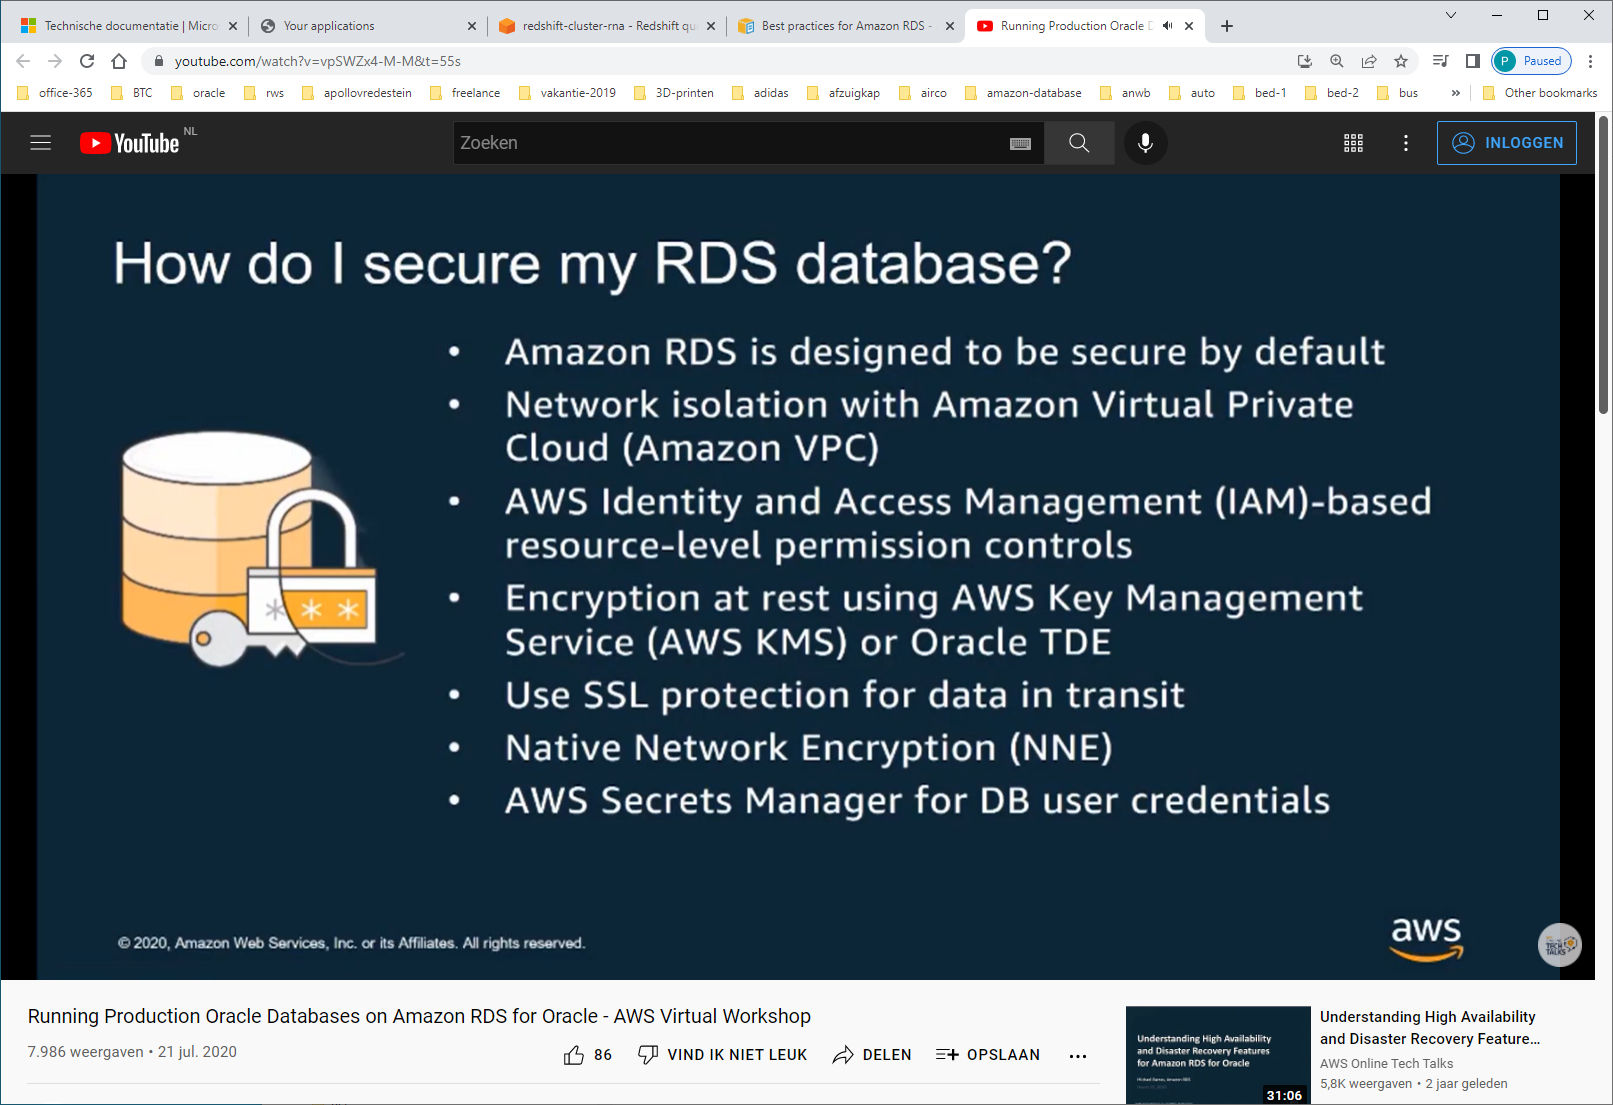 Technische documentatie | Micro
Your applications
redshift-cluster-rna - Redshift qu
Best practices for Amazon RDS -
Running Production Oracle D
youtube.com/watch?v=vpSWZx4-M-M&t=55s
P Paused
office-365 BTC oracle rws apollovredestein freelance vakantie-2019 3D-printen adidas afzuigkap airco amazon-database anwb auto bed-1 bed-2 bus » Other bookmarks
YouTube NL
Zoeken
INLOGGEN
How do I secure my RDS database?
• Amazon RDS is designed to be secure by default
• Network isolation with Amazon Virtual Private
Cloud (Amazon VPC)
• AWS Identity and Access Management (IAM)-based
resource-level permission controls
• Encryption at rest using AWS Key Management
Service (AWS KMS) or Oracle TDE
• Use SSL protection for data in transit
• Native Network Encryption (NNE)
• AWS Secrets Manager for DB user credentials
© 2020, Amazon Web Services, Inc. or its Affiliates. All rights reserved.
aws
TECH
TALKS
Running Production Oracle Databases on Amazon RDS for Oracle - AWS Virtual Workshop
7.986 weergaven • 21 jul. 2020
86 VIND IK NIET LEUK DELEN OPSLAAN
Understanding High Availability
and Disaster Recovery Features
for Amazon RDS for Oracle
31:06
Understanding High Availability
and Disaster Recovery Feature...
AWS Online Tech Talks
5,8K weergaven • 2 jaar geleden